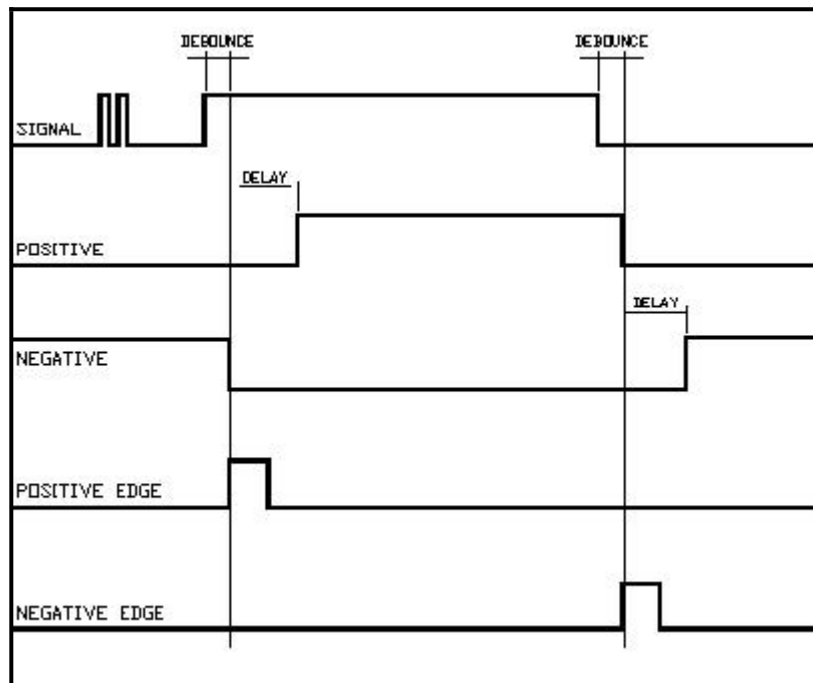 DEBOUNCE DEBOUNCE
SIGNAL
DELAY
POSITIVE
DELAY
NEGATIVE
POSITIVE EDGE
NEGATIVE EDGE